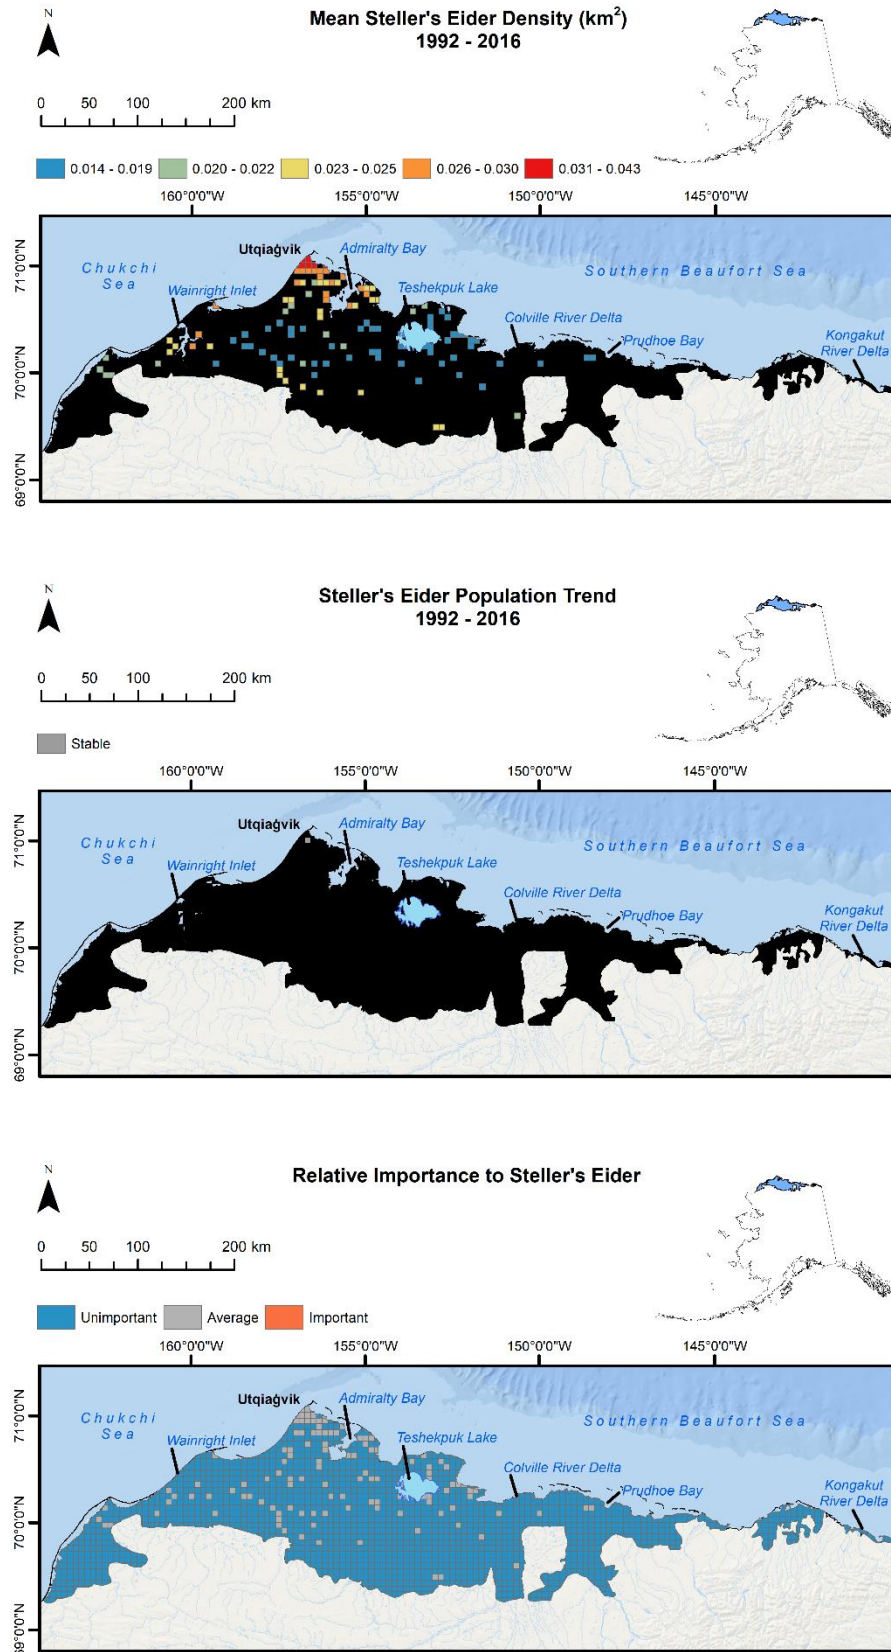 Mean Steller's Eider Density (km²)
1992 - 2016
N
0 50 100 200 km
0.014 - 0.019 0.020 - 0.022 0.023 - 0.025 0.026 - 0.030 0.031 - 0.043
160°0'0"W 155°0'0"W 150°0'0"W 145°0'0"W
71°0'0"N
70°0'0"N
69°0'0"N
Utqiaġvik
Admiralty Bay
Chukchi
Sea
Wainright Inlet
Teshekpuk Lake
Southern Beaufort Sea
Colville River Delta
Prudhoe Bay
Kongakut
River Delta
Steller's Eider Population Trend
1992 - 2016
N
0 50 100 200 km
Stable
160°0'0"W 155°0'0"W 150°0'0"W 145°0'0"W
71°0'0"N
70°0'0"N
69°0'0"N
Utqiaġvik
Admiralty Bay
Chukchi
Sea
Wainright Inlet
Teshekpuk Lake
Southern Beaufort Sea
Colville River Delta
Prudhoe Bay
Kongakut
River Delta
Relative Importance to Steller's Eider
N
0 50 100 200 km
Unimportant Average Important
160°0'0"W 155°0'0"W 150°0'0"W 145°0'0"W
71°0'0"N
70°0'0"N
69°0'0"N
Utqiaġvik
Admiralty Bay
Chukchi
Sea
Wainright Inlet
Teshekpuk Lake
Southern Beaufort Sea
Colville River Delta
Prudhoe Bay
Kongakut
River Delta